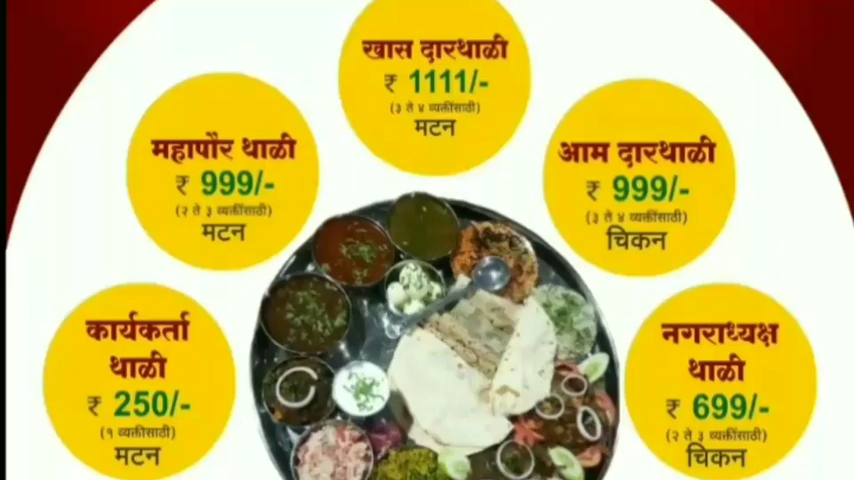 खास दारथाळी
₹ 1111/-
(३ ते ४ व्यक्तींसाठी)
मटन
महापौर थाळी
₹ 999/-
(२ ते ३ व्यक्तींसाठी)
मटन
आम दारथाळी
₹ 999/-
(३ ते ४ व्यक्तींसाठी)
चिकन
कार्यकर्ता
थाळी
₹ 250/-
(१ व्यक्तीसाठी)
मटन
नगराध्यक्ष
थाळी
₹ 699/-
(२ ते ३ व्यक्तींसाठी)
चिकन